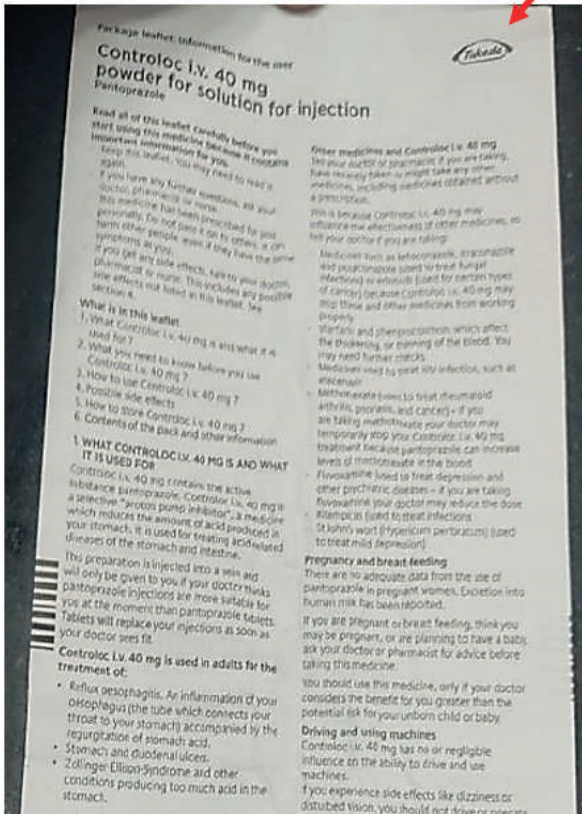 Package leaflet: Information for the user
Takeda
Controloc i.v. 40 mg
powder for solution for injection
Pantoprazole
Read all of this leaflet carefully before you
start using this medicine because it contains
important information for you.
- Keep this leaflet. You may need to read it
again.
- If you have any further questions, ask your
doctor, pharmacist or nurse.
- This medicine has been prescribed for you
personally. Do not pass it on to others. It can
harm other people, even if they have the same
symptoms as you.
- If you get any side effects, talk to your doctor,
pharmacist or nurse. This includes any possible
side effects not listed in this leaflet. See
section 4.
What is in this leaflet
1. What Controloc i.v. 40 mg is and what it is
used for?
2. What you need to know before you use
Controloc i.v. 40 mg?
3. How to use Controloc i.v. 40 mg?
4. Possible side effects
5. How to store Controloc i.v. 40 mg?
6. Contents of the pack and other information
1. WHAT CONTROLOC I.V. 40 MG IS AND WHAT
IT IS USED FOR
Controloc i.v. 40 mg contains the active
substance pantoprazole. Controloc i.v. 40 mg is
a selective "proton pump inhibitor", a medicine
which reduces the amount of acid produced in
your stomach. It is used for treating acid-related
diseases of the stomach and intestine.
This preparation is injected into a vein and
will only be given to you if your doctor thinks
pantoprazole injections are more suitable for
you at the moment than pantoprazole tablets.
Tablets will replace your injections as soon as
your doctor sees fit.
Controloc i.v. 40 mg is used in adults for the
treatment of:
• Reflux oesophagitis. An inflammation of your
oesophagus (the tube which connects your
throat to your stomach) accompanied by the
regurgitation of stomach acid.
• Stomach and duodenal ulcers.
• Zollinger-Ellison-Syndrome and other
conditions producing too much acid in the
stomach.
Other medicines and Controloc i.v. 40 mg
Tell your doctor or pharmacist if you are taking,
have recently taken or might take any other
medicines, including medicines obtained without
a prescription.
This is because Controloc i.v. 40 mg may
influence the effectiveness of other medicines, so
tell your doctor if you are taking:
- Medicines such as ketoconazole, itraconazole
and posaconazole (used to treat fungal
infections) or erlotinib (used for certain types
of cancer) because Controloc i.v. 40 mg may
stop these and other medicines from working
properly.
- Warfarin and phenprocoumon, which affect
the thickening, or thinning of the blood. You
may need further checks.
- Medicines used to treat HIV-infection, such as
atazanavir
- Methotrexate (used to treat rheumatoid
arthritis, psoriasis, and cancer) - if you
are taking methotrexate your doctor may
temporarily stop your Controloc i.v. 40 mg
treatment because pantoprazole can increase
levels of methotrexate in the blood
- Fluvoxamine (used to treat depression and
other psychiatric diseases - if you are taking
fluvoxamine your doctor may reduce the dose
- Rifampicin (used to treat infections
- St John's wort (Hypericum perforatum) (used
to treat mild depression)
Pregnancy and breast feeding
There are no adequate data from the use of
pantoprazole in pregnant women. Excretion into
human milk has been reported.
If you are pregnant or breast feeding, think you
may be pregnant, or are planning to have a baby,
ask your doctor or pharmacist for advice before
taking this medicine.
You should use this medicine, only if your doctor
considers the benefit for you greater than the
potential risk for your unborn child or baby.
Driving and using machines
Controloc i.v. 40 mg has no or negligible
influence on the ability to drive and use
machines.
If you experience side effects like dizziness or
disturbed vision, you should not drive or operate